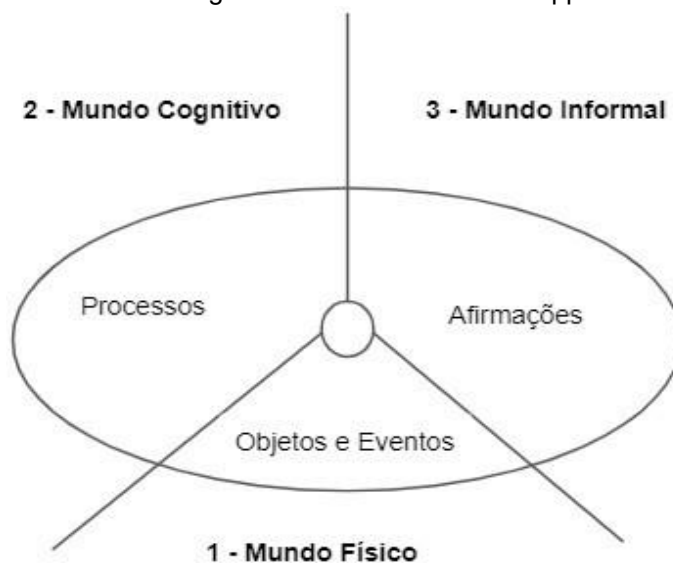 2 - Mundo Cognitivo
3 - Mundo Informal
Processos
Afirmações
Objetos e Eventos
1 - Mundo Físico